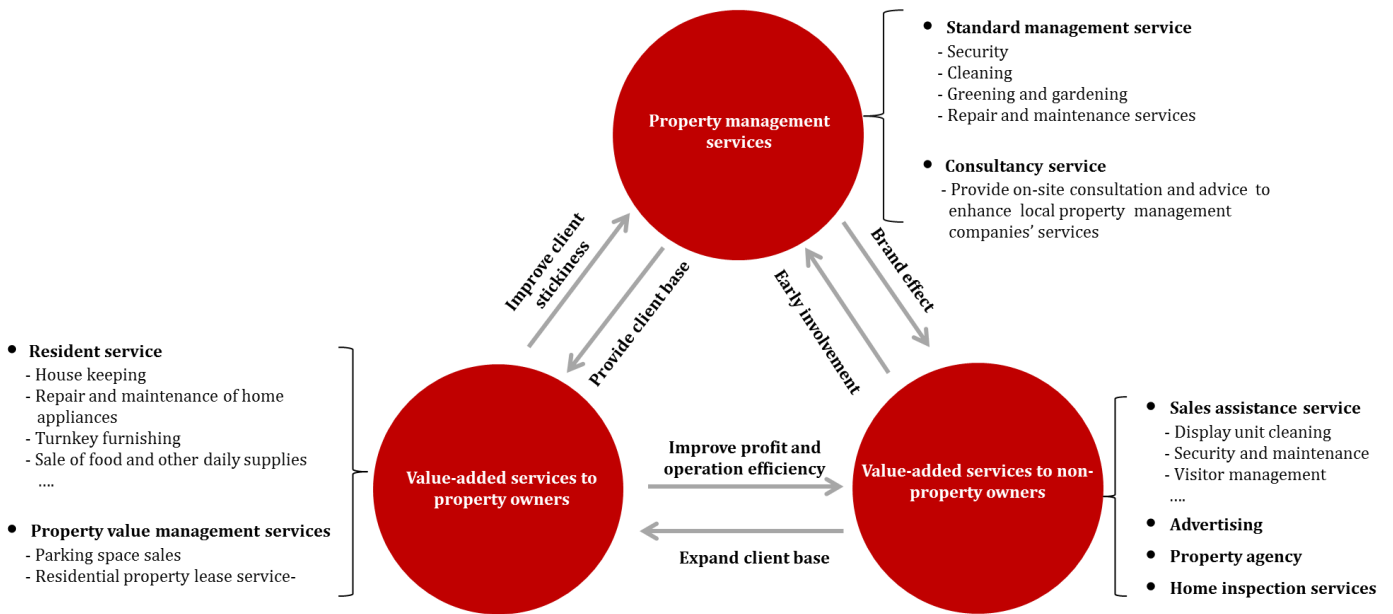 Property management
services
• Standard management service
- Security
- Cleaning
- Greening and gardening
- Repair and maintenance services
• Consultancy service
- Provide on-site consultation and advice to
enhance local property management
companies’ services
Improve client
stickiness
Provide client base
Early involvement
Brand effect
• Resident service
- House keeping
- Repair and maintenance of home
appliances
- Turnkey furnishing
- Sale of food and other daily supplies
....
• Property value management services
- Parking space sales
- Residential property lease service-
Value-added services to
property owners
Improve profit and
operation efficiency
Expand client base
Value-added services to non-
property owners
• Sales assistance service
- Display unit cleaning
- Security and maintenance
- Visitor management
....
• Advertising
• Property agency
• Home inspection services